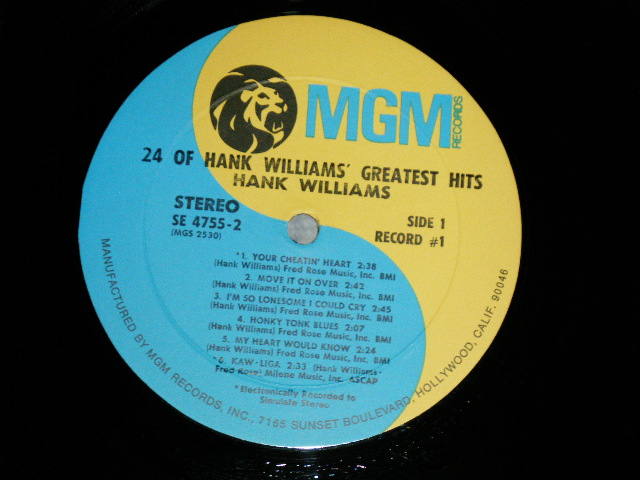 MGM
RECORDS
24 OF HANK WILLIAMS' GREATEST HITS
HANK WILLIAMS
STEREO
SE 4755-2
(MGS 2530)
SIDE 1
RECORD #1
*1. YOUR CHEATIN' HEART 2:38
(Hank Williams) Fred Rose Music, Inc. BMI
2. MOVE IT ON OVER 2:42
(Hank Williams) Fred Rose Music, Inc. BMI
3. I'M SO LONESOME I COULD CRY 2:45
(Hank Williams) Fred Rose Music, Inc. BMI
4. HONKY TONK BLUES 2:07
(Hank Williams) Fred Rose Music, Inc. BMI
5. MY HEART WOULD KNOW 2:24
(Hank Williams) Fred Rose Music, Inc. BMI
*6. KAW-LIGA 2:33 (Hank Williams-
Fred Rose) Milene Music, Inc. ASCAP
*Electronically Recorded to
Simulate Stereo
MANUFACTURED BY MGM RECORDS, INC., 7165 SUNSET BOULEVARD, HOLLYWOOD, CALIF. 90046